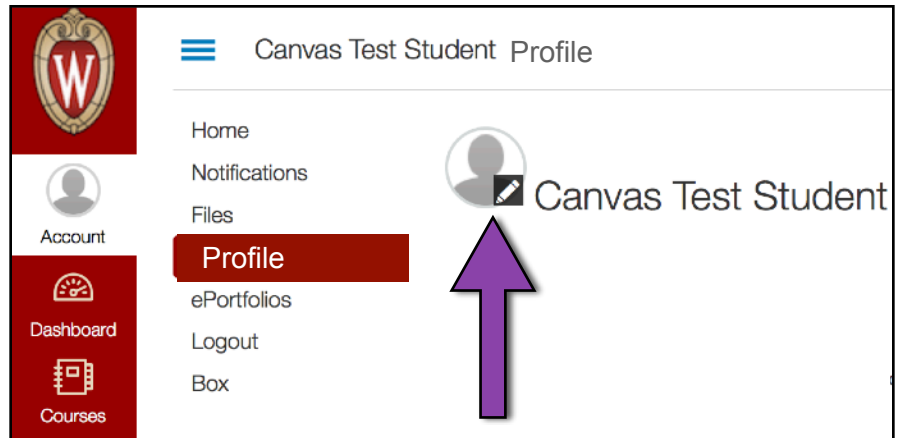 W
Canvas Test Student Profile
Account
Dashboard
Courses
Home
Notifications
Files
Profile
ePortfolios
Logout
Box
Canvas Test Student